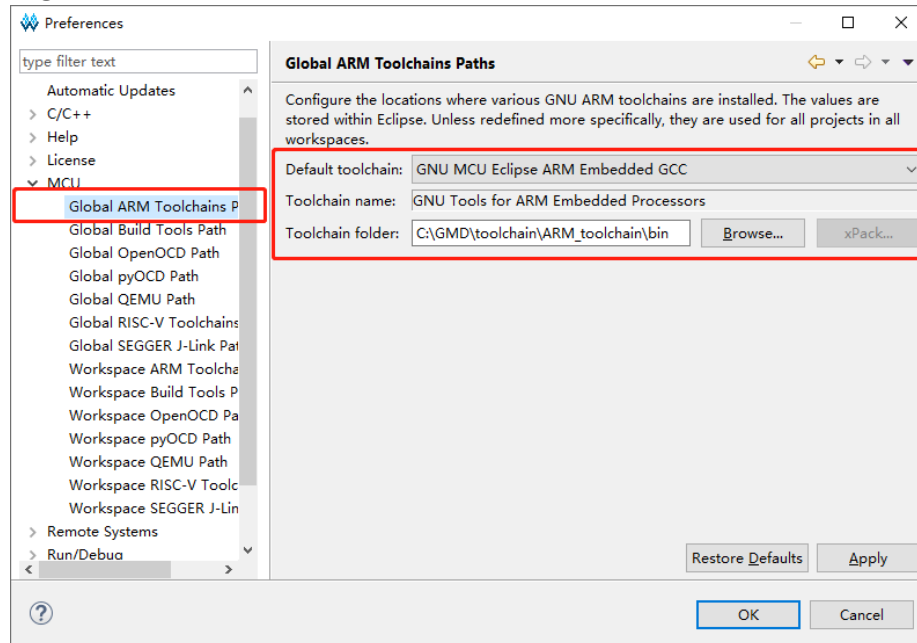 Preferences
type filter text
Automatic Updates
C/C++
Help
License
MCU
Global ARM Toolchains P
Global Build Tools Path
Global OpenOCD Path
Global pyOCD Path
Global QEMU Path
Global RISC-V Toolchains
Global SEGGER J-Link Pat
Workspace ARM Toolcha
Workspace Build Tools P
Workspace OpenOCD Pa
Workspace pyOCD Path
Workspace QEMU Path
Workspace RISC-V Toolc
Workspace SEGGER J-Lin
Remote Systems
Run/Debug
Global ARM Toolchains Paths
Configure the locations where various GNU ARM toolchains are installed. The values are
stored within Eclipse. Unless redefined more specifically, they are used for all projects in all
workspaces.
Default toolchain: GNU MCU Eclipse ARM Embedded GCC
Toolchain name: GNU Tools for ARM Embedded Processors
Toolchain folder: C:\GMD\toolchain\ARM_toolchain\bin Browse... xPack...
Restore Defaults Apply
OK Cancel